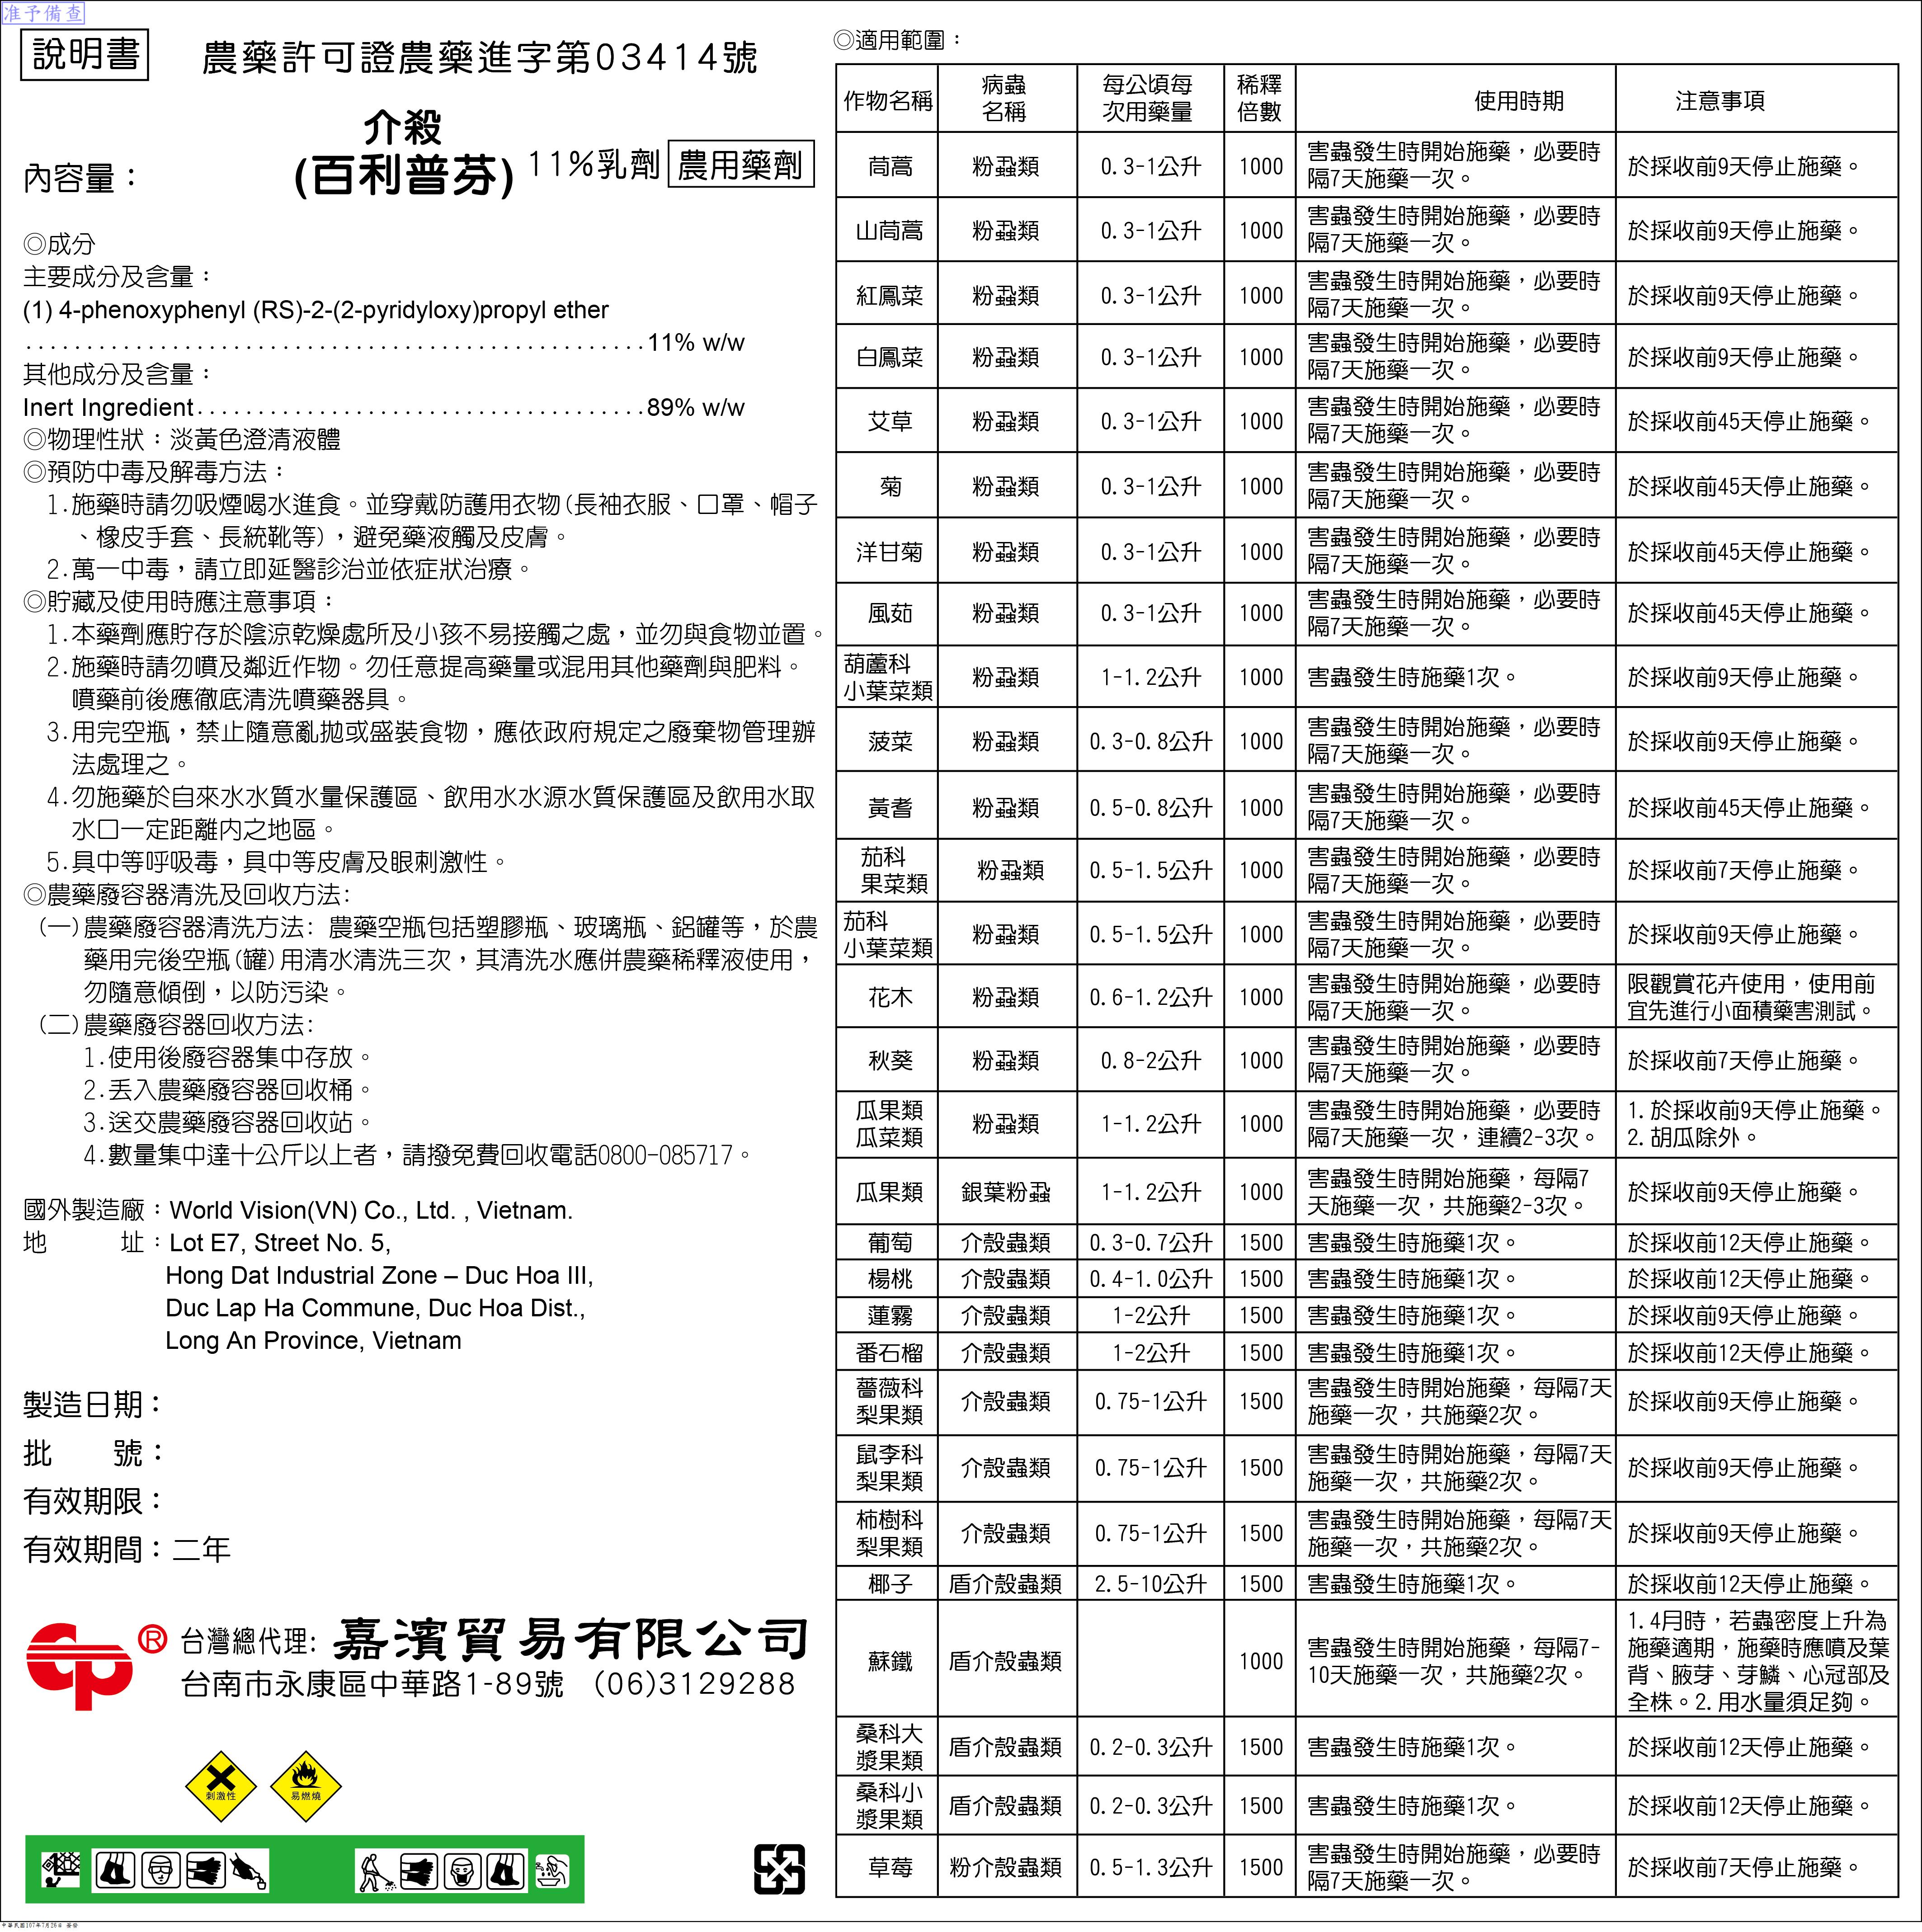 准予備查
說明書
農藥許可證農藥進字第03414號
介殺
內容量：
(百利普芬) 11%乳劑 農用藥劑
◎成分
主要成分及含量：
(1) 4-phenoxyphenyl (RS)-2-(2-pyridyloxy)propyl ether
....................................................11% w/w
其他成分及含量：
Inert Ingredient.....................................89% w/w
◎物理性狀：淡黃色澄清液體
◎預防中毒及解毒方法：
1.施藥時請勿吸煙喝水進食。並穿戴防護用衣物(長袖衣服、口罩、帽子
、橡皮手套、長統靴等)，避免藥液觸及皮膚。
2.萬一中毒，請立即延醫診治並依症狀治療。
◎貯藏及使用時應注意事項：
1.本藥劑應貯存於陰涼乾燥處所及小孩不易接觸之處，並勿與食物並置。
2.施藥時請勿噴及鄰近作物。勿任意提高藥量或混用其他藥劑與肥料。
噴藥前後應徹底清洗噴藥器具。
3.用完空瓶，禁止隨意亂拋或盛裝食物，應依政府規定之廢棄物管理辦
法處理之。
4.勿施藥於自來水水質水量保護區、飲用水水源水質保護區及飲用水取
水口一定距離內之地區。
5.具中等呼吸毒，具中等皮膚及眼刺激性。
◎農藥廢容器清洗及回收方法:
(一)農藥廢容器清洗方法: 農藥空瓶包括塑膠瓶、玻璃瓶、鋁罐等，於農
藥用完後空瓶(罐)用清水清洗三次，其清洗水應併農藥稀釋液使用，
勿隨意傾倒，以防污染。
(二)農藥廢容器回收方法:
1.使用後廢容器集中存放。
2.丟入農藥廢容器回收桶。
3.送交農藥廢容器回收站。
4.數量集中達十公斤以上者，請撥免費回收電話0800-085717。
國外製造廠：World Vision(VN) Co., Ltd. , Vietnam.
地 址：Lot E7, Street No. 5,
Hong Dat Industrial Zone – Duc Hoa III,
Duc Lap Ha Commune, Duc Hoa Dist.,
Long An Province, Vietnam
製造日期：
批 號：
有效期限：
有效期間：二年
CP® 台灣總代理: 嘉濱貿易有限公司
台南市永康區中華路1-89號 (06)3129288
刺激性 易燃燒
◎適用範圍：
作物名稱 病蟲名稱 每公頃每次用藥量 稀釋倍數 使用時期 注意事項
茼蒿 粉蝨類 0.3-1公升 1000 害蟲發生時開始施藥，必要時隔7天施藥一次。 於採收前9天停止施藥。
山茼蒿 粉蝨類 0.3-1公升 1000 害蟲發生時開始施藥，必要時隔7天施藥一次。 於採收前9天停止施藥。
紅鳳菜 粉蝨類 0.3-1公升 1000 害蟲發生時開始施藥，必要時隔7天施藥一次。 於採收前9天停止施藥。
白鳳菜 粉蝨類 0.3-1公升 1000 害蟲發生時開始施藥，必要時隔7天施藥一次。 於採收前9天停止施藥。
艾草 粉蝨類 0.3-1公升 1000 害蟲發生時開始施藥，必要時隔7天施藥一次。 於採收前45天停止施藥。
菊 粉蝨類 0.3-1公升 1000 害蟲發生時開始施藥，必要時隔7天施藥一次。 於採收前45天停止施藥。
洋甘菊 粉蝨類 0.3-1公升 1000 害蟲發生時開始施藥，必要時隔7天施藥一次。 於採收前45天停止施藥。
風茹 粉蝨類 0.3-1公升 1000 害蟲發生時開始施藥，必要時隔7天施藥一次。 於採收前45天停止施藥。
葫蘆科小葉菜類 粉蝨類 1-1.2公升 1000 害蟲發生時施藥1次。 於採收前9天停止施藥。
菠菜 粉蝨類 0.3-0.8公升 1000 害蟲發生時開始施藥，必要時隔7天施藥一次。 於採收前9天停止施藥。
黃耆 粉蝨類 0.5-0.8公升 1000 害蟲發生時開始施藥，必要時隔7天施藥一次。 於採收前45天停止施藥。
茄科果菜類 粉蝨類 0.5-1.5公升 1000 害蟲發生時開始施藥，必要時隔7天施藥一次。 於採收前7天停止施藥。
茄科小葉菜類 粉蝨類 0.5-1.5公升 1000 害蟲發生時開始施藥，必要時隔7天施藥一次。 於採收前9天停止施藥。
花木 粉蝨類 0.6-1.2公升 1000 害蟲發生時開始施藥，必要時隔7天施藥一次。 限觀賞花卉使用，使用前宜先進行小面積藥害測試。
秋葵 粉蝨類 0.8-2公升 1000 害蟲發生時開始施藥，必要時隔7天施藥一次。 於採收前7天停止施藥。
瓜果類瓜菜類 粉蝨類 1-1.2公升 1000 害蟲發生時開始施藥，必要時隔7天施藥一次，連續2-3次。 1.於採收前9天停止施藥。2.胡瓜除外。
瓜果類 銀葉粉蝨 1-1.2公升 1000 害蟲發生時開始施藥，每隔7天施藥一次，共施藥2-3次。 於採收前9天停止施藥。
葡萄 介殼蟲類 0.3-0.7公升 1500 害蟲發生時施藥1次。 於採收前12天停止施藥。
楊桃 介殼蟲類 0.4-1.0公升 1500 害蟲發生時施藥1次。 於採收前12天停止施藥。
蓮霧 介殼蟲類 1-2公升 1500 害蟲發生時施藥1次。 於採收前9天停止施藥。
番石榴 介殼蟲類 1-2公升 1500 害蟲發生時施藥1次。 於採收前12天停止施藥。
薔薇科梨果類 介殼蟲類 0.75-1公升 1500 害蟲發生時開始施藥，每隔7天施藥一次，共施藥2次。 於採收前9天停止施藥。
鼠李科梨果類 介殼蟲類 0.75-1公升 1500 害蟲發生時開始施藥，每隔7天施藥一次，共施藥2次。 於採收前9天停止施藥。
柿樹科梨果類 介殼蟲類 0.75-1公升 1500 害蟲發生時開始施藥，每隔7天施藥一次，共施藥2次。 於採收前9天停止施藥。
椰子 盾介殼蟲類 2.5-10公升 1500 害蟲發生時施藥1次。 於採收前12天停止施藥。
蘇鐵 盾介殼蟲類 1000 害蟲發生時開始施藥，每隔7-10天施藥一次，共施藥2次。 1.4月時，若蟲密度上升為施藥適期，施藥時應噴及葉背、腋芽、芽鱗、心冠部及全株。2.用水量須足夠。
桑科大漿果類 盾介殼蟲類 0.2-0.3公升 1500 害蟲發生時施藥1次。 於採收前12天停止施藥。
桑科小漿果類 盾介殼蟲類 0.2-0.3公升 1500 害蟲發生時施藥1次。 於採收前12天停止施藥。
草莓 粉介殼蟲類 0.5-1.3公升 1500 害蟲發生時開始施藥，必要時隔7天施藥一次。 於採收前7天停止施藥。
中華民國107年7月26日